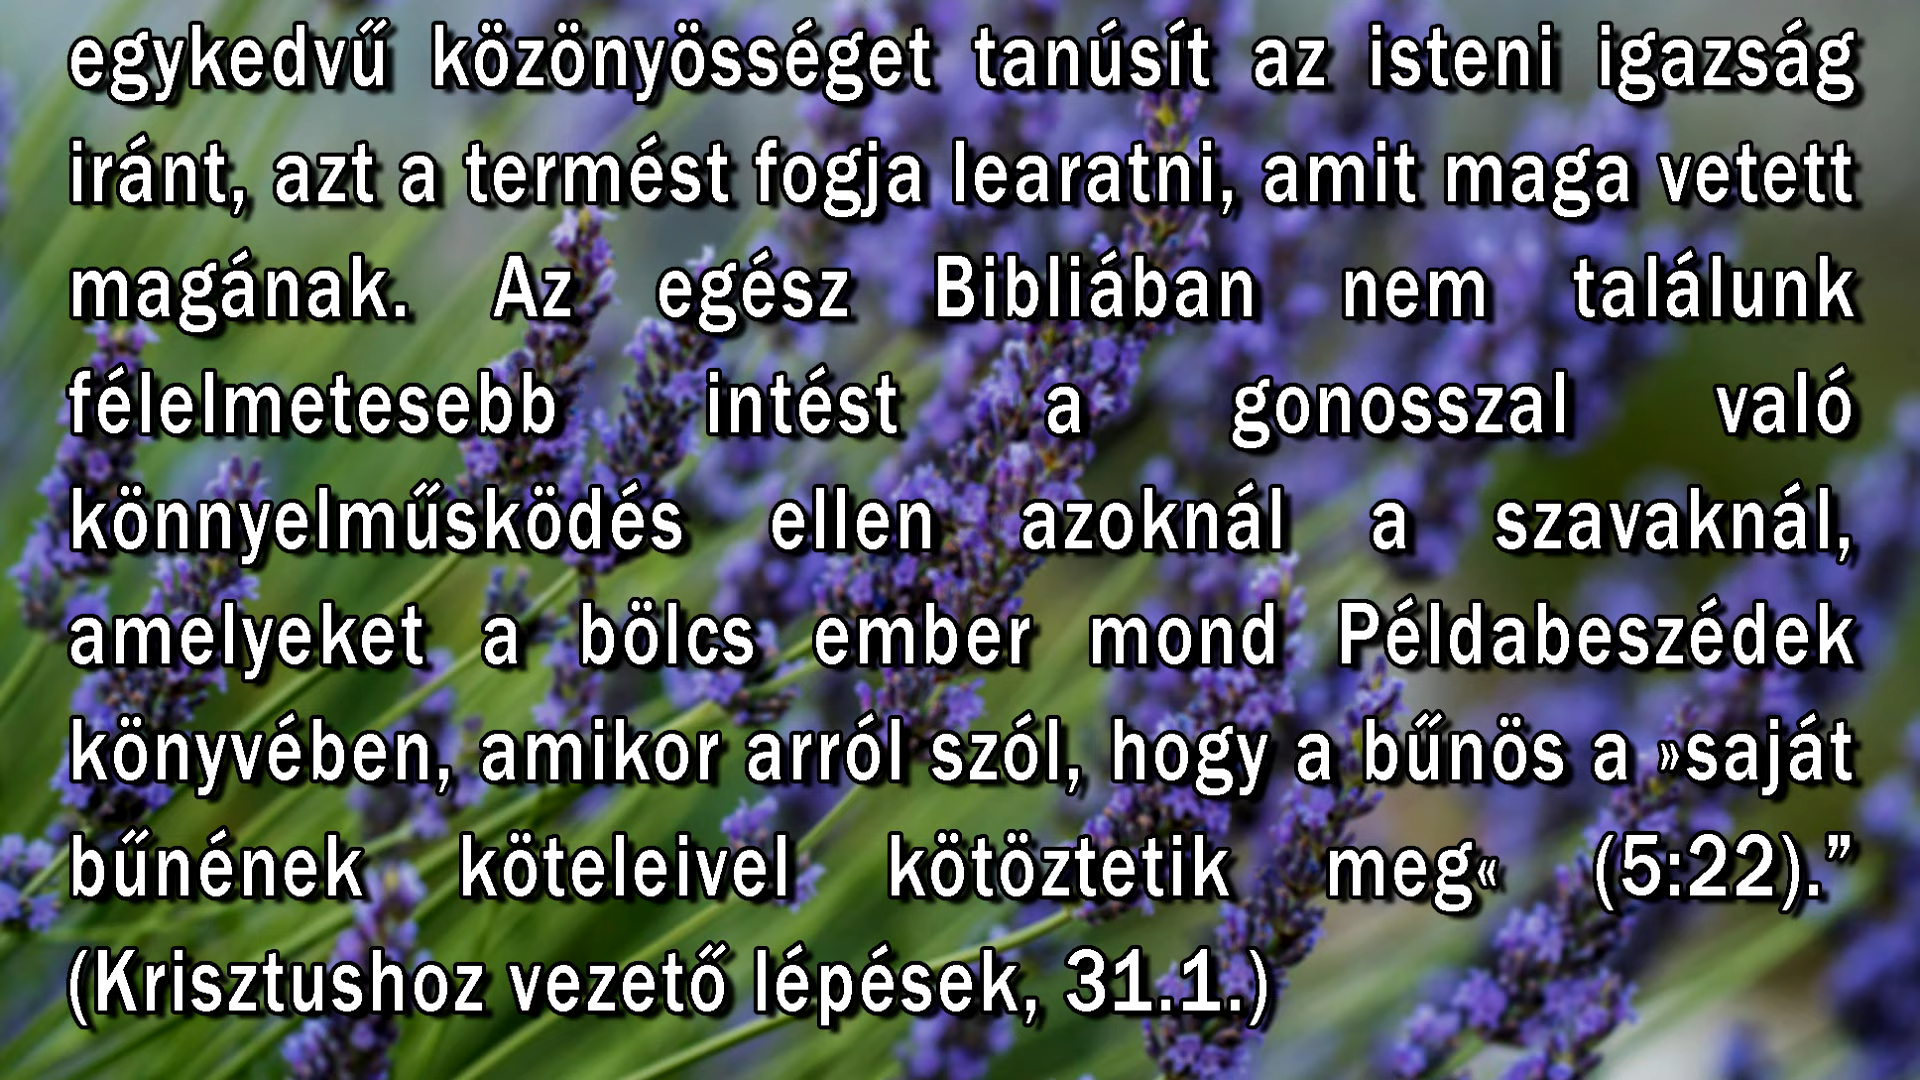 egykedvű közönyösséget tanúsít az isteni igazság
iránt, azt a termést fogja learatni, amit maga vetett
magának. Az egész Bibliában nem találunk
félelmetesebb intést a gonosszal való
könnyelműsködés ellen azoknál a szavaknál,
amelyeket a bölcs ember mond Példabeszédek
könyvében, amikor arról szól, hogy a bűnös a »saját
bűnének köteleivel kötöztetik meg« (5:22).”
(Krisztushoz vezető lépések, 31.1.)